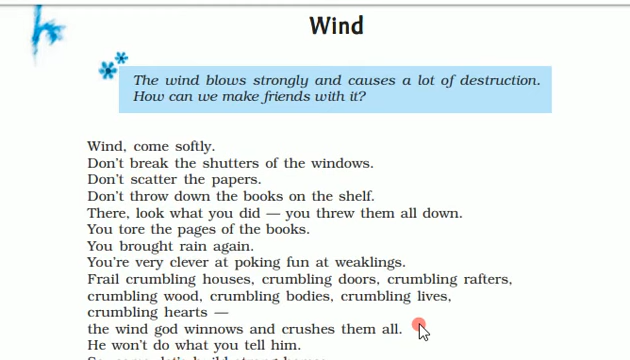 Wind
The wind blows strongly and causes a lot of destruction.
How can we make friends with it?
Wind, come softly.
Don't break the shutters of the windows.
Don't scatter the papers.
Don't throw down the books on the shelf.
There, look what you did — you threw them all down.
You tore the pages of the books.
You brought rain again.
You're very clever at poking fun at weaklings.
Frail crumbling houses, crumbling doors, crumbling rafters,
crumbling wood, crumbling bodies, crumbling lives,
crumbling hearts —
the wind god winnows and crushes them all.
He won't do what you tell him.